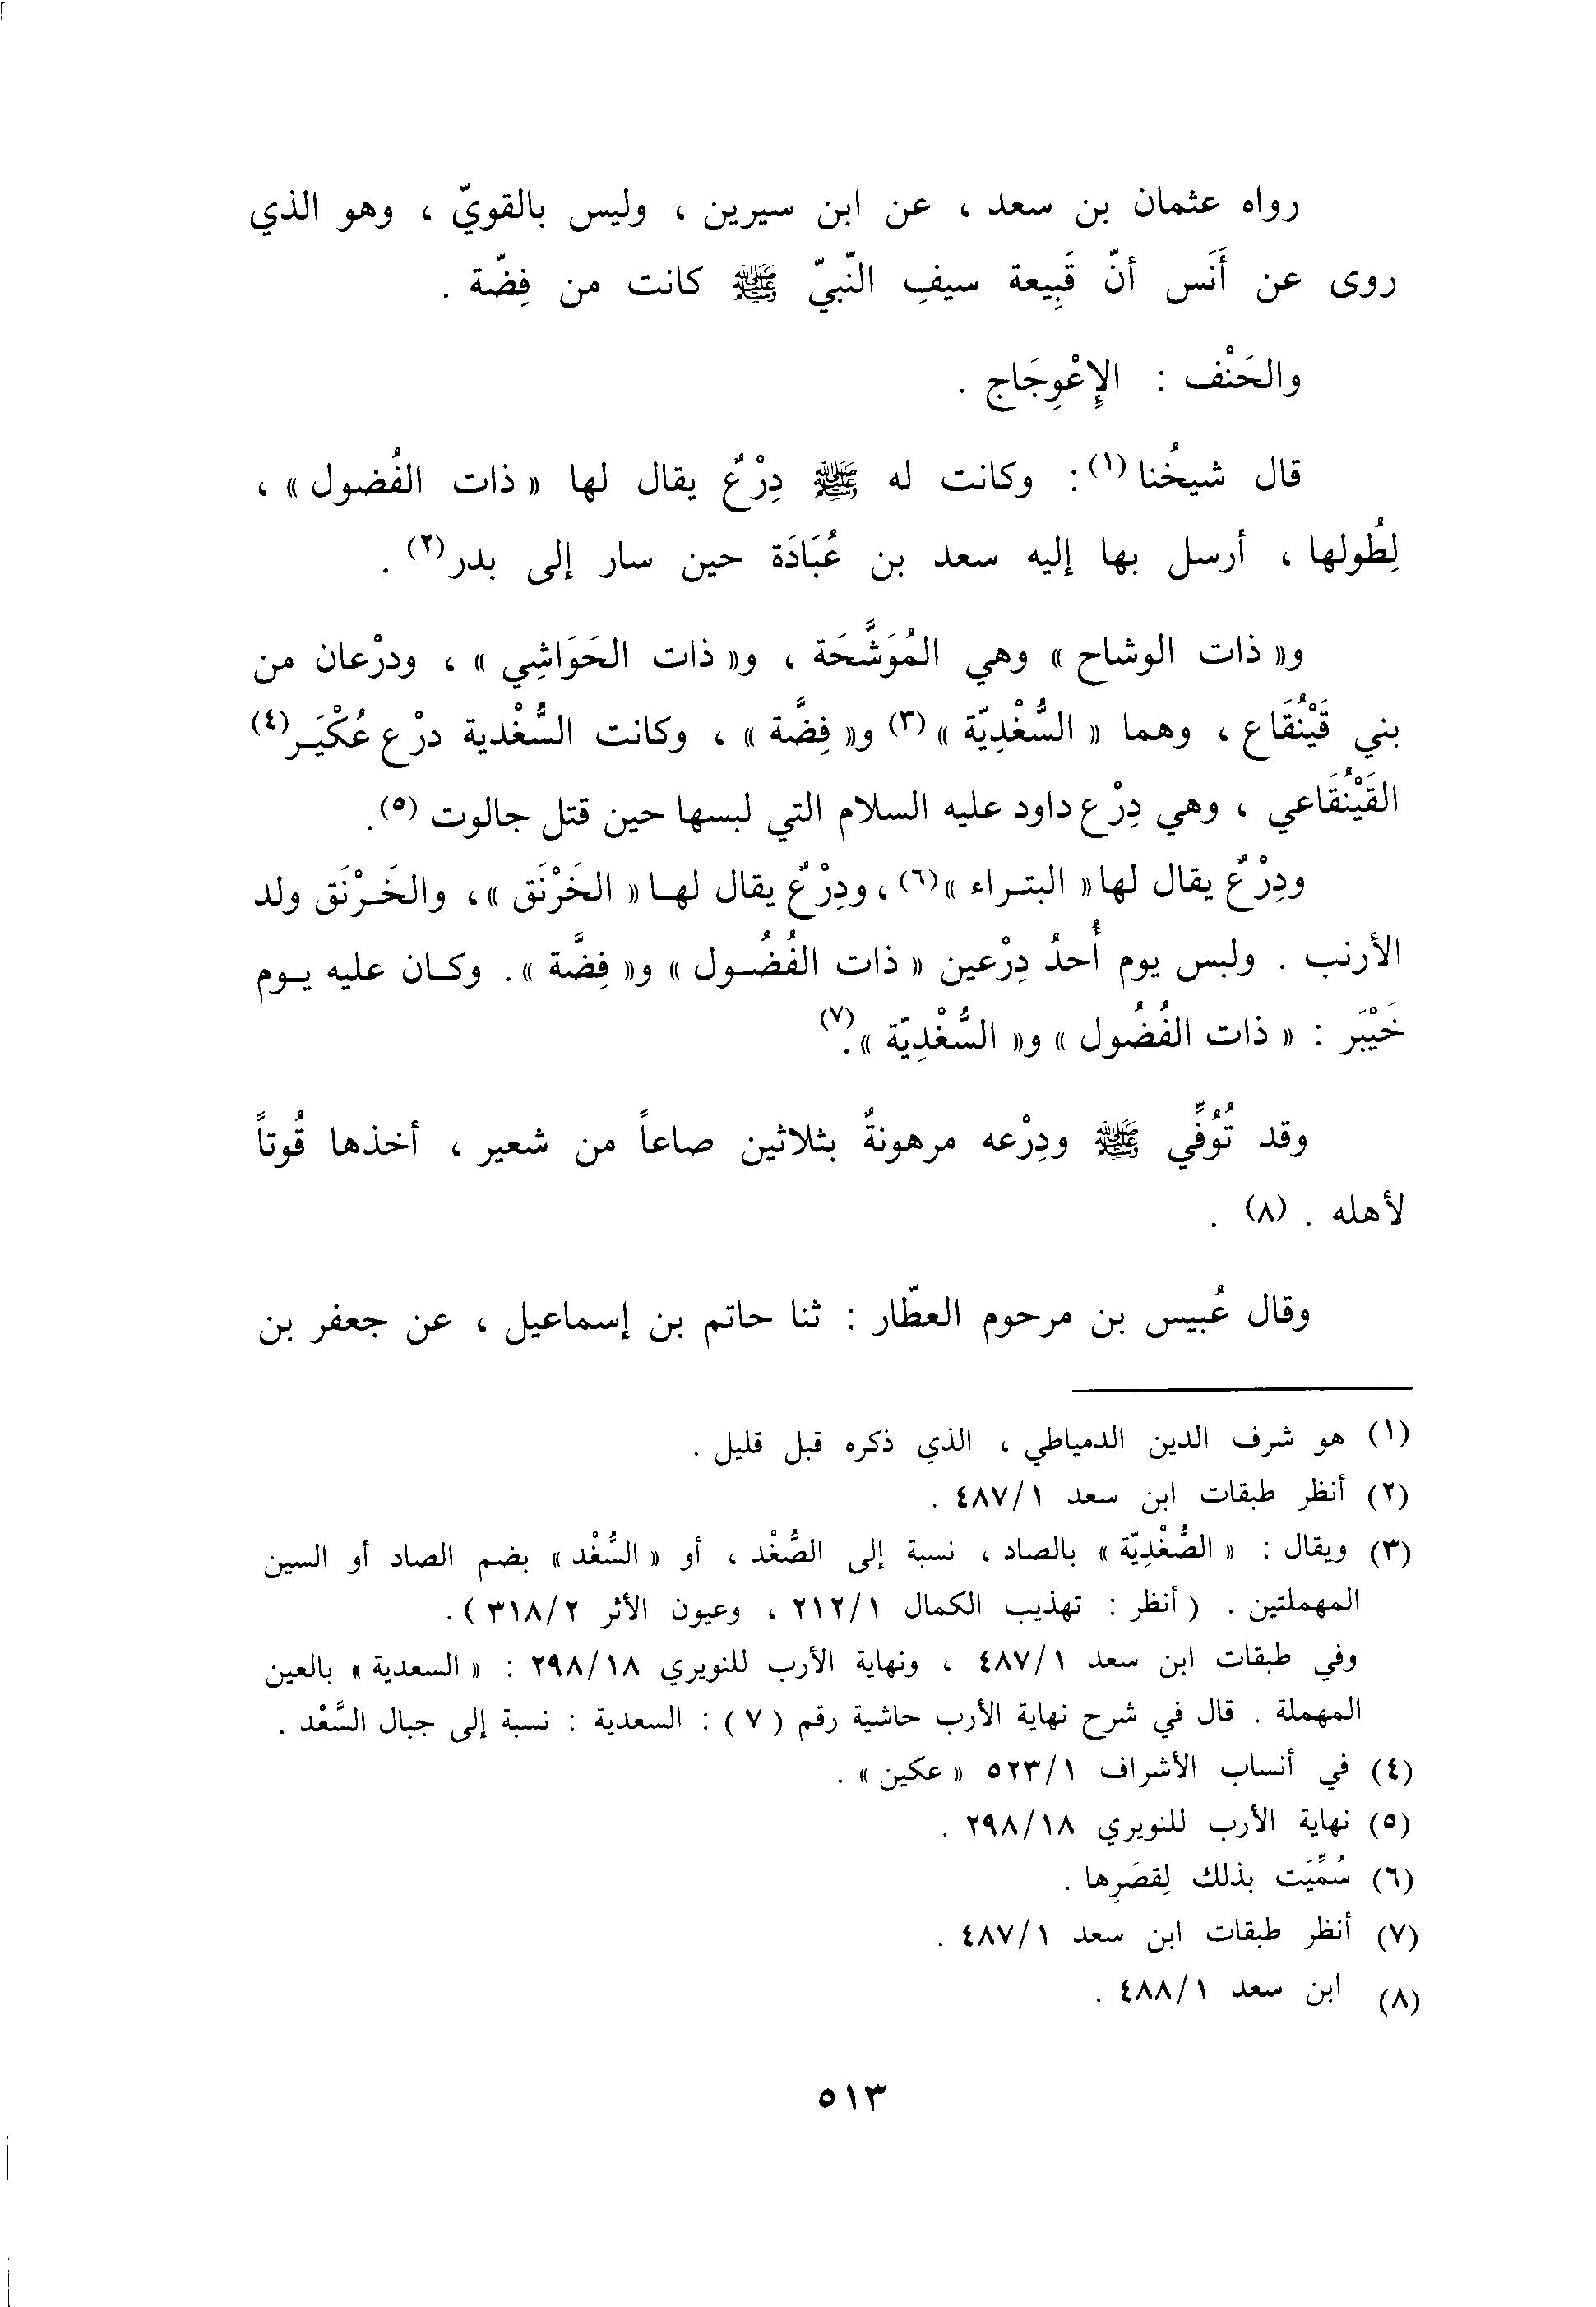 رواه عثمان بن سعد ، عن ابن سيرين ، وليس بالقويّ ، وهو الذي
روى عن أَنَس أنّ قَبِيعة سيفِ النّبيّ ﷺ كانت من فِضّة .
والحَنْف : الإِعْوِجَاج .
قال شيخُنا (١) : وكانت له ﷺ دِرْعٌ يقال لها « ذات الفُضول » ،
لِطُولها ، أرسل بها إليه سعد بن عُبَادَة حين سار إلى بدر (٢) .
و« ذات الوشاح » وهي المُوَشَّحَة ، و« ذات الحَوَاشِي » ، ودرْعان من
بني قَيْنُقَاع ، وهما « السُّغْدِيّة » (٣) و« فِضَّة » ، وكانت السُّغْدية درْع عُكْيَر (٤)
القَيْنُقَاعي ، وهي دِرْع داود عليه السلام التي لبسها حين قتل جالوت (٥) .
ودِرْعٌ يقال لها « البتراء » (٦) ، ودِرْعٌ يقال لها « الخَرْنَق » ، والخَرْنَق ولد
الأرنب . ولبس يوم أُحدُ دِرْعين « ذات الفُضُول » و« فِضَّة » . وكان عليه يوم
خَيْبَر : « ذات الفُضُول » و« السُّغْدِيّة » . (٧)
وقد تُوُفِّي ﷺ ودِرْعه مرهونةٌ بثلاثين صاعاً من شعير ، أخذها قُوتاً
لأهله . (٨) .
وقال عُبيس بن مرحوم العطّار : ثنا حاتم بن إسماعيل ، عن جعفر بن
(١) هو شرف الدين الدمياطي ، الذي ذكره قبل قليل .
(٢) أنظر طبقات ابن سعد ٤٨٧/١ .
(٣) ويقال : « الصُّغْدِيّة » بالصاد ، نسبة إلى الصُّغْد ، أو « السُّغْد » بضم الصاد أو السين
المهملتين . ( أنظر : تهذيب الكمال ٢١٢/١ ، وعيون الأثر ٣١٨/٢ ) .
وفي طبقات ابن سعد ٤٨٧/١ ، ونهاية الأرب للنويري ٢٩٨/١٨ : « السعدية » بالعين
المهملة . قال في شرح نهاية الأرب حاشية رقم ( ٧ ) : السعدية : نسبة إلى جبال السَّعْد .
(٤) في أنساب الأشراف ٥٢٣/١ « عكين » .
(٥) نهاية الأرب للنويري ٢٩٨/١٨ .
(٦) سُمِّيَت بذلك لِقصَرِها .
(٧) أنظر طبقات ابن سعد ٤٨٧/١ .
(٨) ابن سعد ٤٨٨/١ .
٥١٣